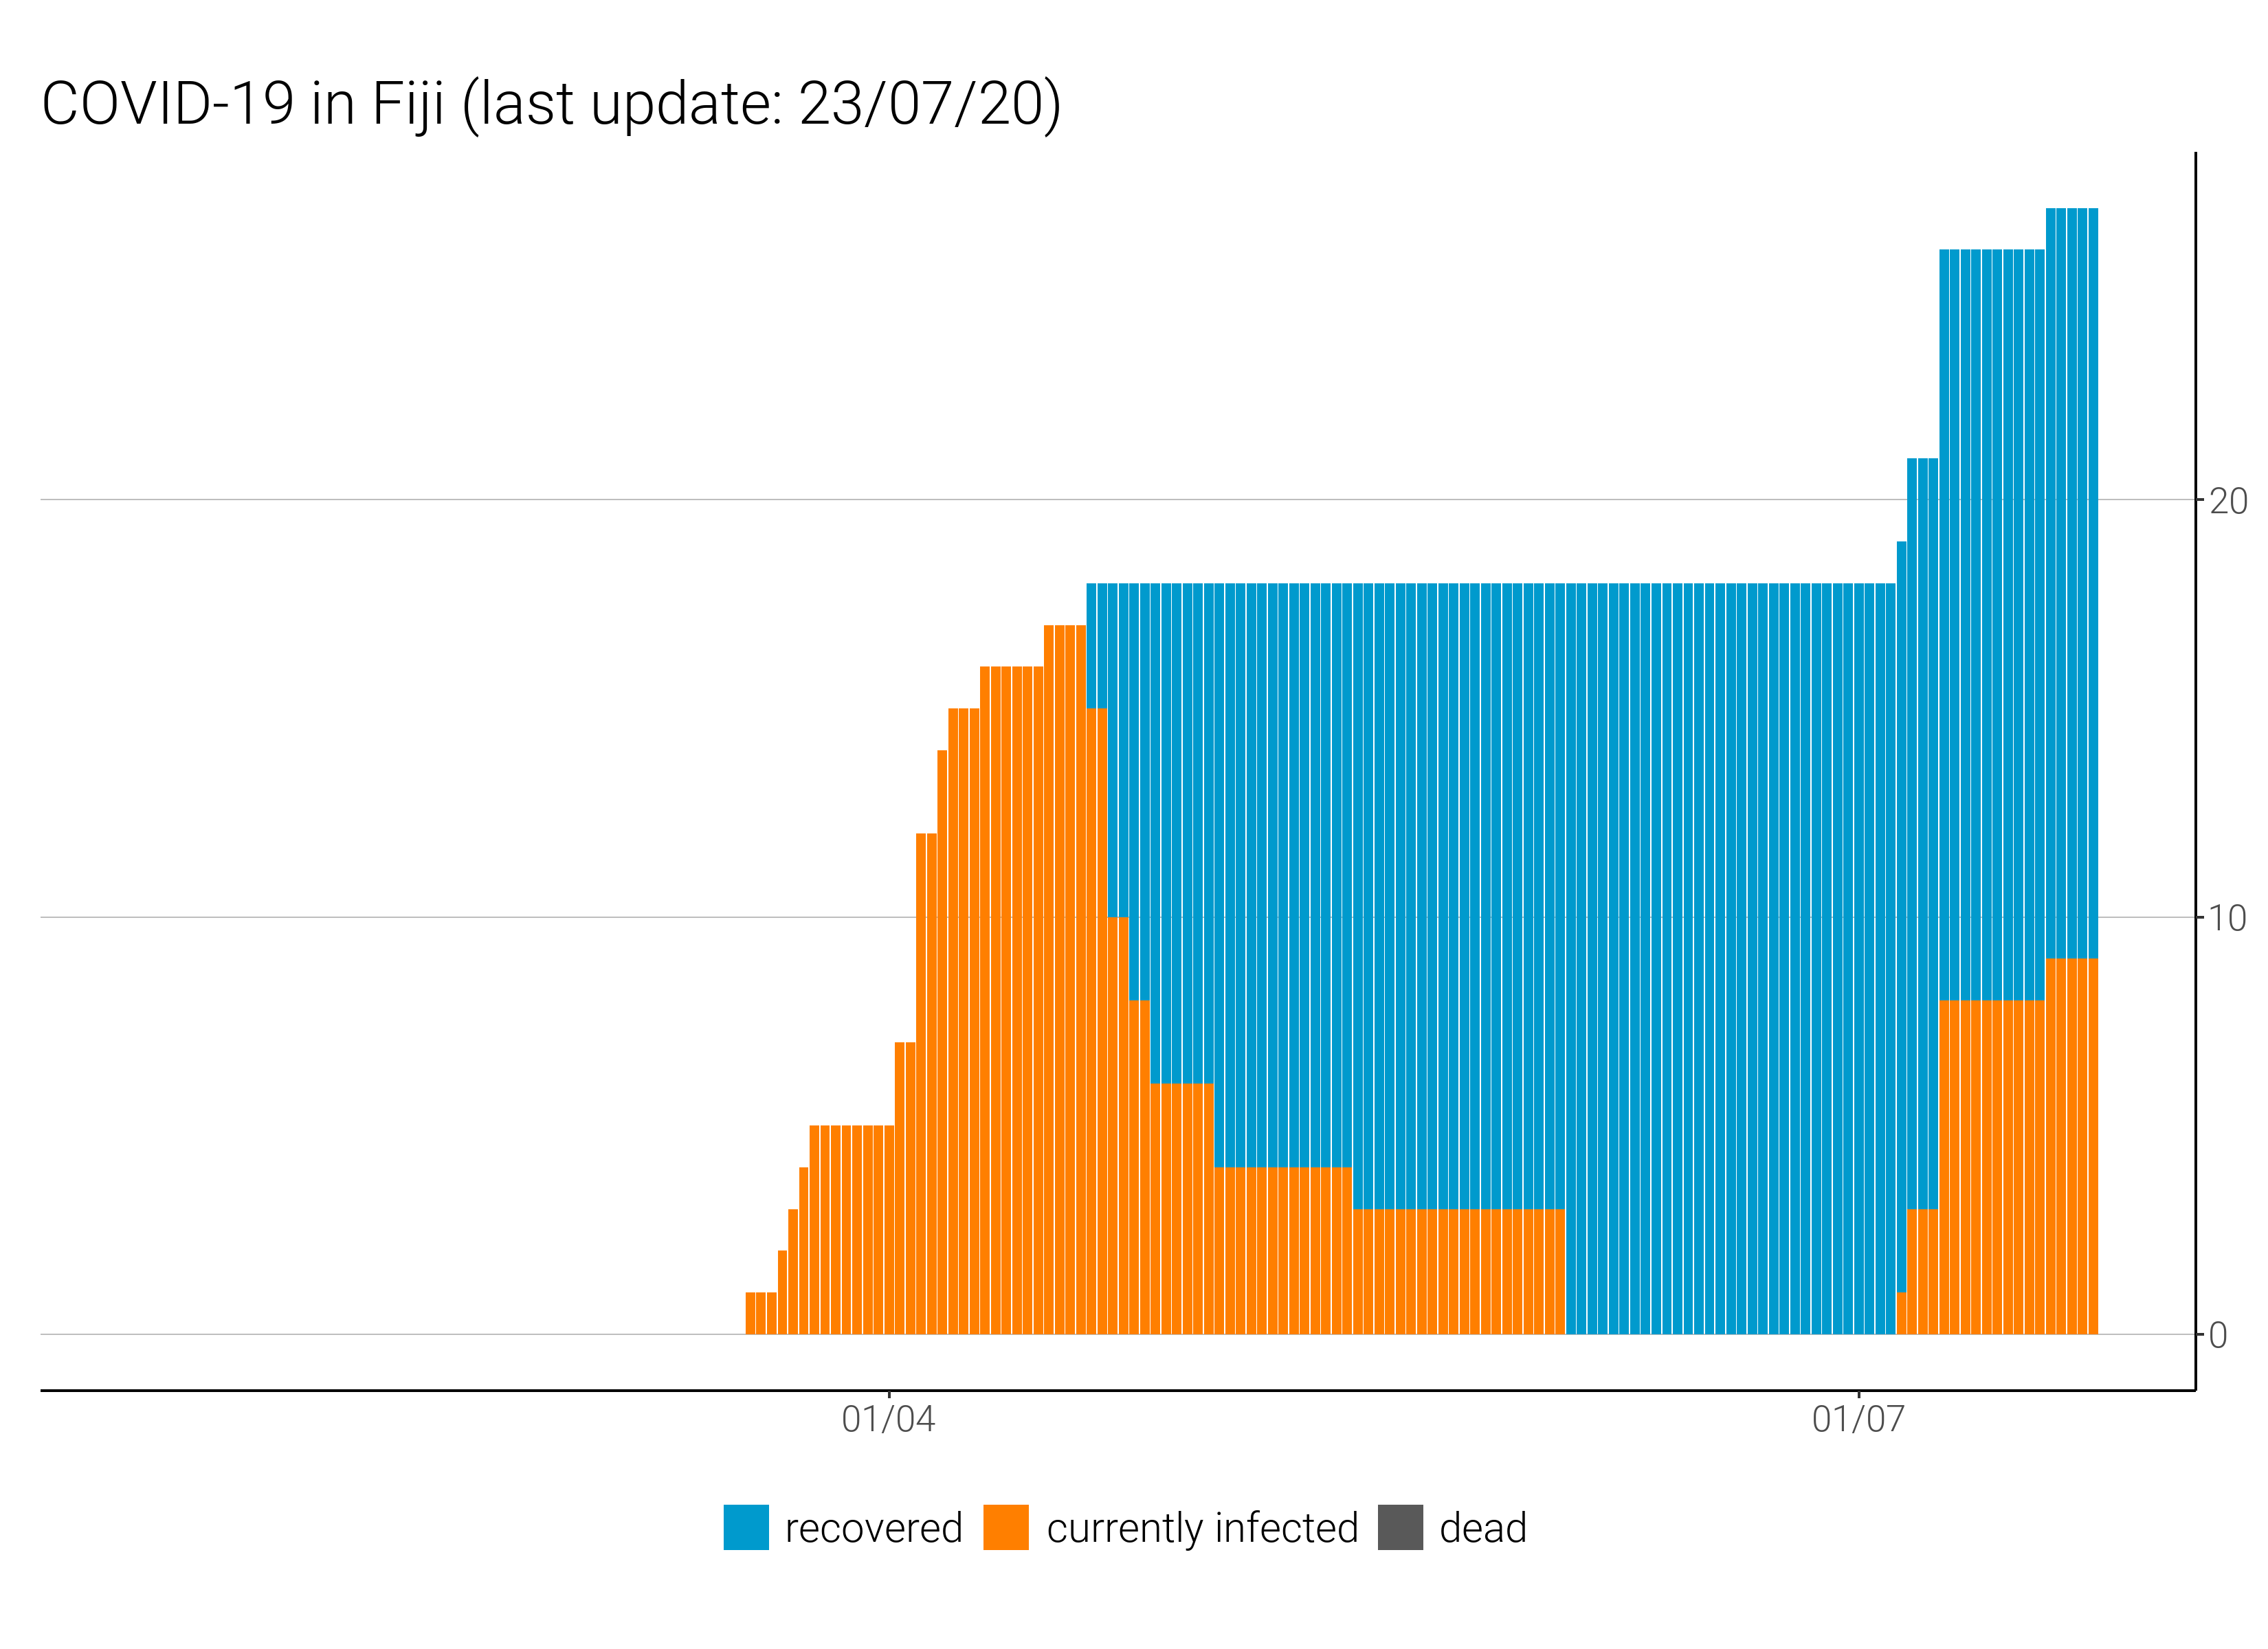 COVID-19 in Fiji (last update: 23/07/20)
20
10
0
01/04 01/07
recovered currently infected dead